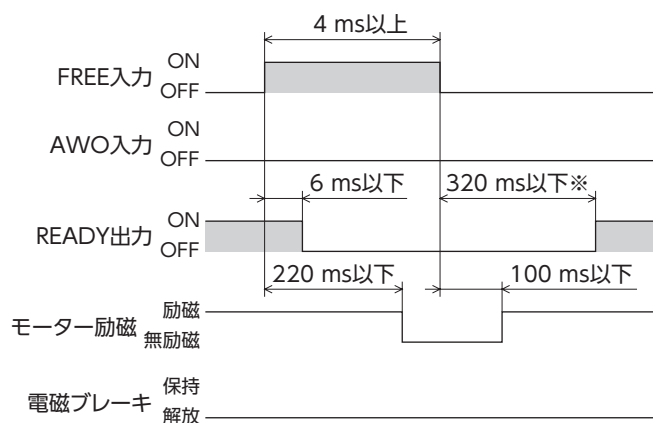 4 ms以上
FREE入力
ON
OFF
AWO入力
ON
OFF
6 ms以下
320 ms以下※
READY出力
ON
OFF
220 ms以下
100 ms以下
モーター励磁
励磁
無励磁
電磁ブレーキ
保持
解放